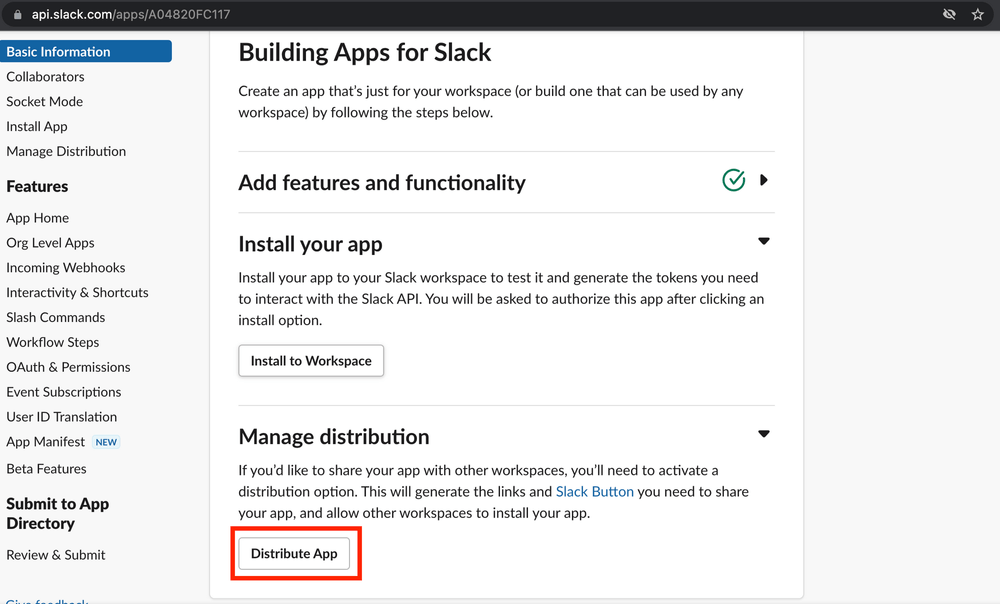 api.slack.com/apps/A04820FC117
Basic Information
Collaborators
Socket Mode
Install App
Manage Distribution
Features
App Home
Org Level Apps
Incoming Webhooks
Interactivity & Shortcuts
Slash Commands
Workflow Steps
OAuth & Permissions
Event Subscriptions
User ID Translation
App Manifest NEW
Beta Features
Submit to App
Directory
Review & Submit
Give feedback
Building Apps for Slack
Create an app that’s just for your workspace (or build one that can be used by any
workspace) by following the steps below.
Add features and functionality
Install your app
Install your app to your Slack workspace to test it and generate the tokens you need
to interact with the Slack API. You will be asked to authorize this app after clicking an
install option.
Install to Workspace
Manage distribution
If you’d like to share your app with other workspaces, you’ll need to activate a
distribution option. This will generate the links and Slack Button you need to share
your app, and allow other workspaces to install your app.
Distribute App